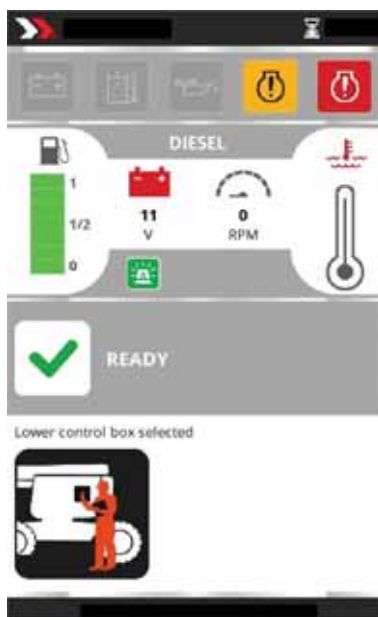 DIESEL
1
1/2
0
11
V
0
RPM
READY
Lower control box selected